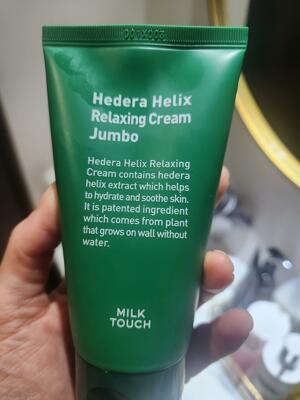 Hedera Helix
Relaxing Cream
Jumbo
Hedera Helix Relaxing
Cream contains hedera
helix extract which helps
to hydrate and soothe skin.
It is patented ingredient
which comes from plant
that grows on wall without
water.
MILK
TOUCH